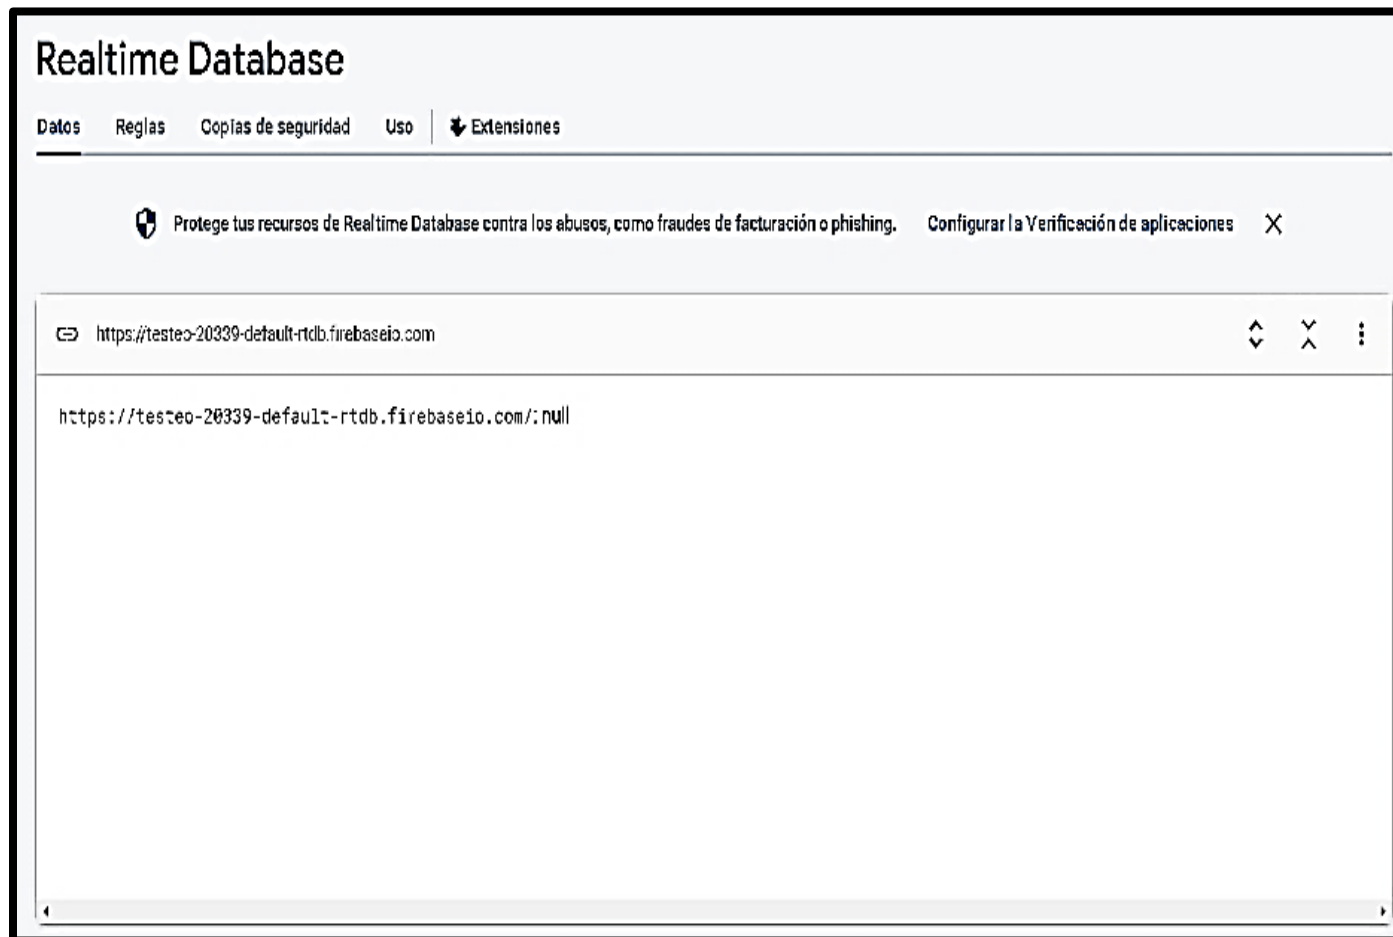 Realtime Database
Datos Reglas Copias de seguridad Uso Extensiones
Protege tus recursos de Realtime Database contra los abusos, como fraudes de facturación o phishing. Configurar la Verificación de aplicaciones
https://testeo-20339-default-rtdb.firebaseio.com
https://testeo-20339-default-rtdb.firebaseio.com/: null